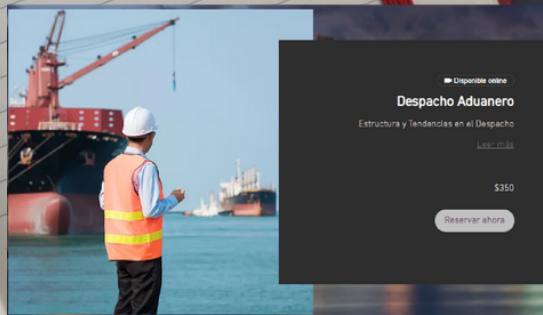 Disponible online
Despacho Aduanero
Estructura y Tendencias en el Despacho
Leer más
$350
Reservar ahora